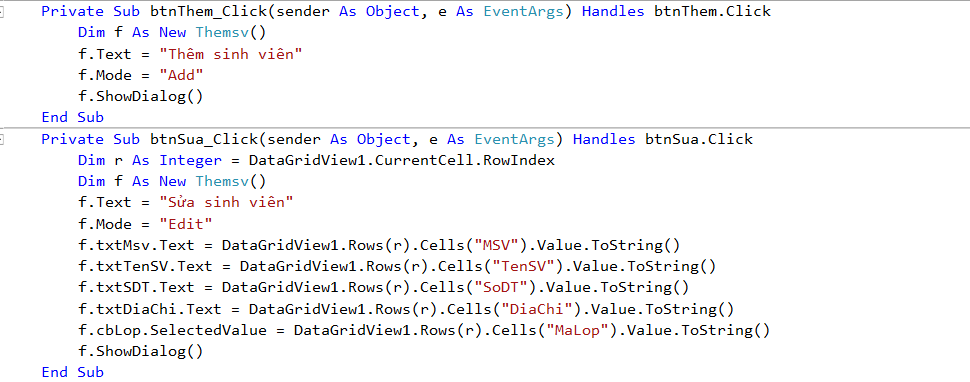 Private Sub btnThem_Click(sender As Object, e As EventArgs) Handles btnThem.Click
    Dim f As New Themsv()
    f.Text = "Thêm sinh viên"
    f.Mode = "Add"
    f.ShowDialog()
End Sub
Private Sub btnSua_Click(sender As Object, e As EventArgs) Handles btnSua.Click
    Dim r As Integer = DataGridView1.CurrentCell.RowIndex
    Dim f As New Themsv()
    f.Text = "Sửa sinh viên"
    f.Mode = "Edit"
    f.txtMsv.Text = DataGridView1.Rows(r).Cells("MSV").Value.ToString()
    f.txtTenSV.Text = DataGridView1.Rows(r).Cells("TenSV").Value.ToString()
    f.txtSDT.Text = DataGridView1.Rows(r).Cells("SoDT").Value.ToString()
    f.txtDiaChi.Text = DataGridView1.Rows(r).Cells("DiaChi").Value.ToString()
    f.cbLop.SelectedValue = DataGridView1.Rows(r).Cells("MaLop").Value.ToString()
    f.ShowDialog()
End Sub